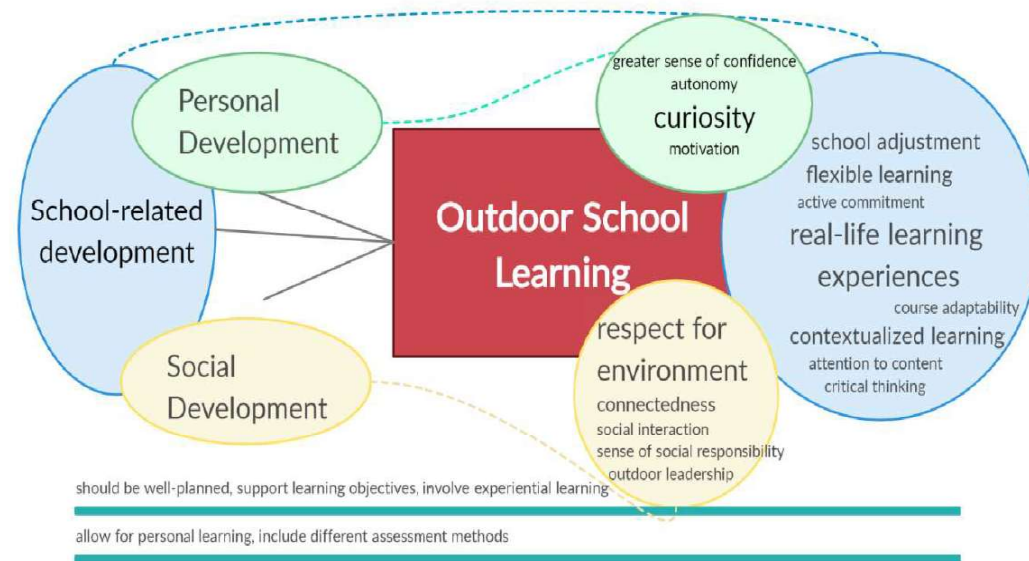 Personal
Development
School-related
development
Social
Development
Outdoor School
Learning
greater sense of confidence
autonomy
curiosity
motivation
school adjustment
flexible learning
active commitment
real-life learning
experiences
course adaptability
contextualized learning
attention to content
critical thinking
respect for
environment
connectedness
social interaction
sense of social responsibility
outdoor leadership
should be well-planned, support learning objectives, involve experiential learning
allow for personal learning, include different assessment methods